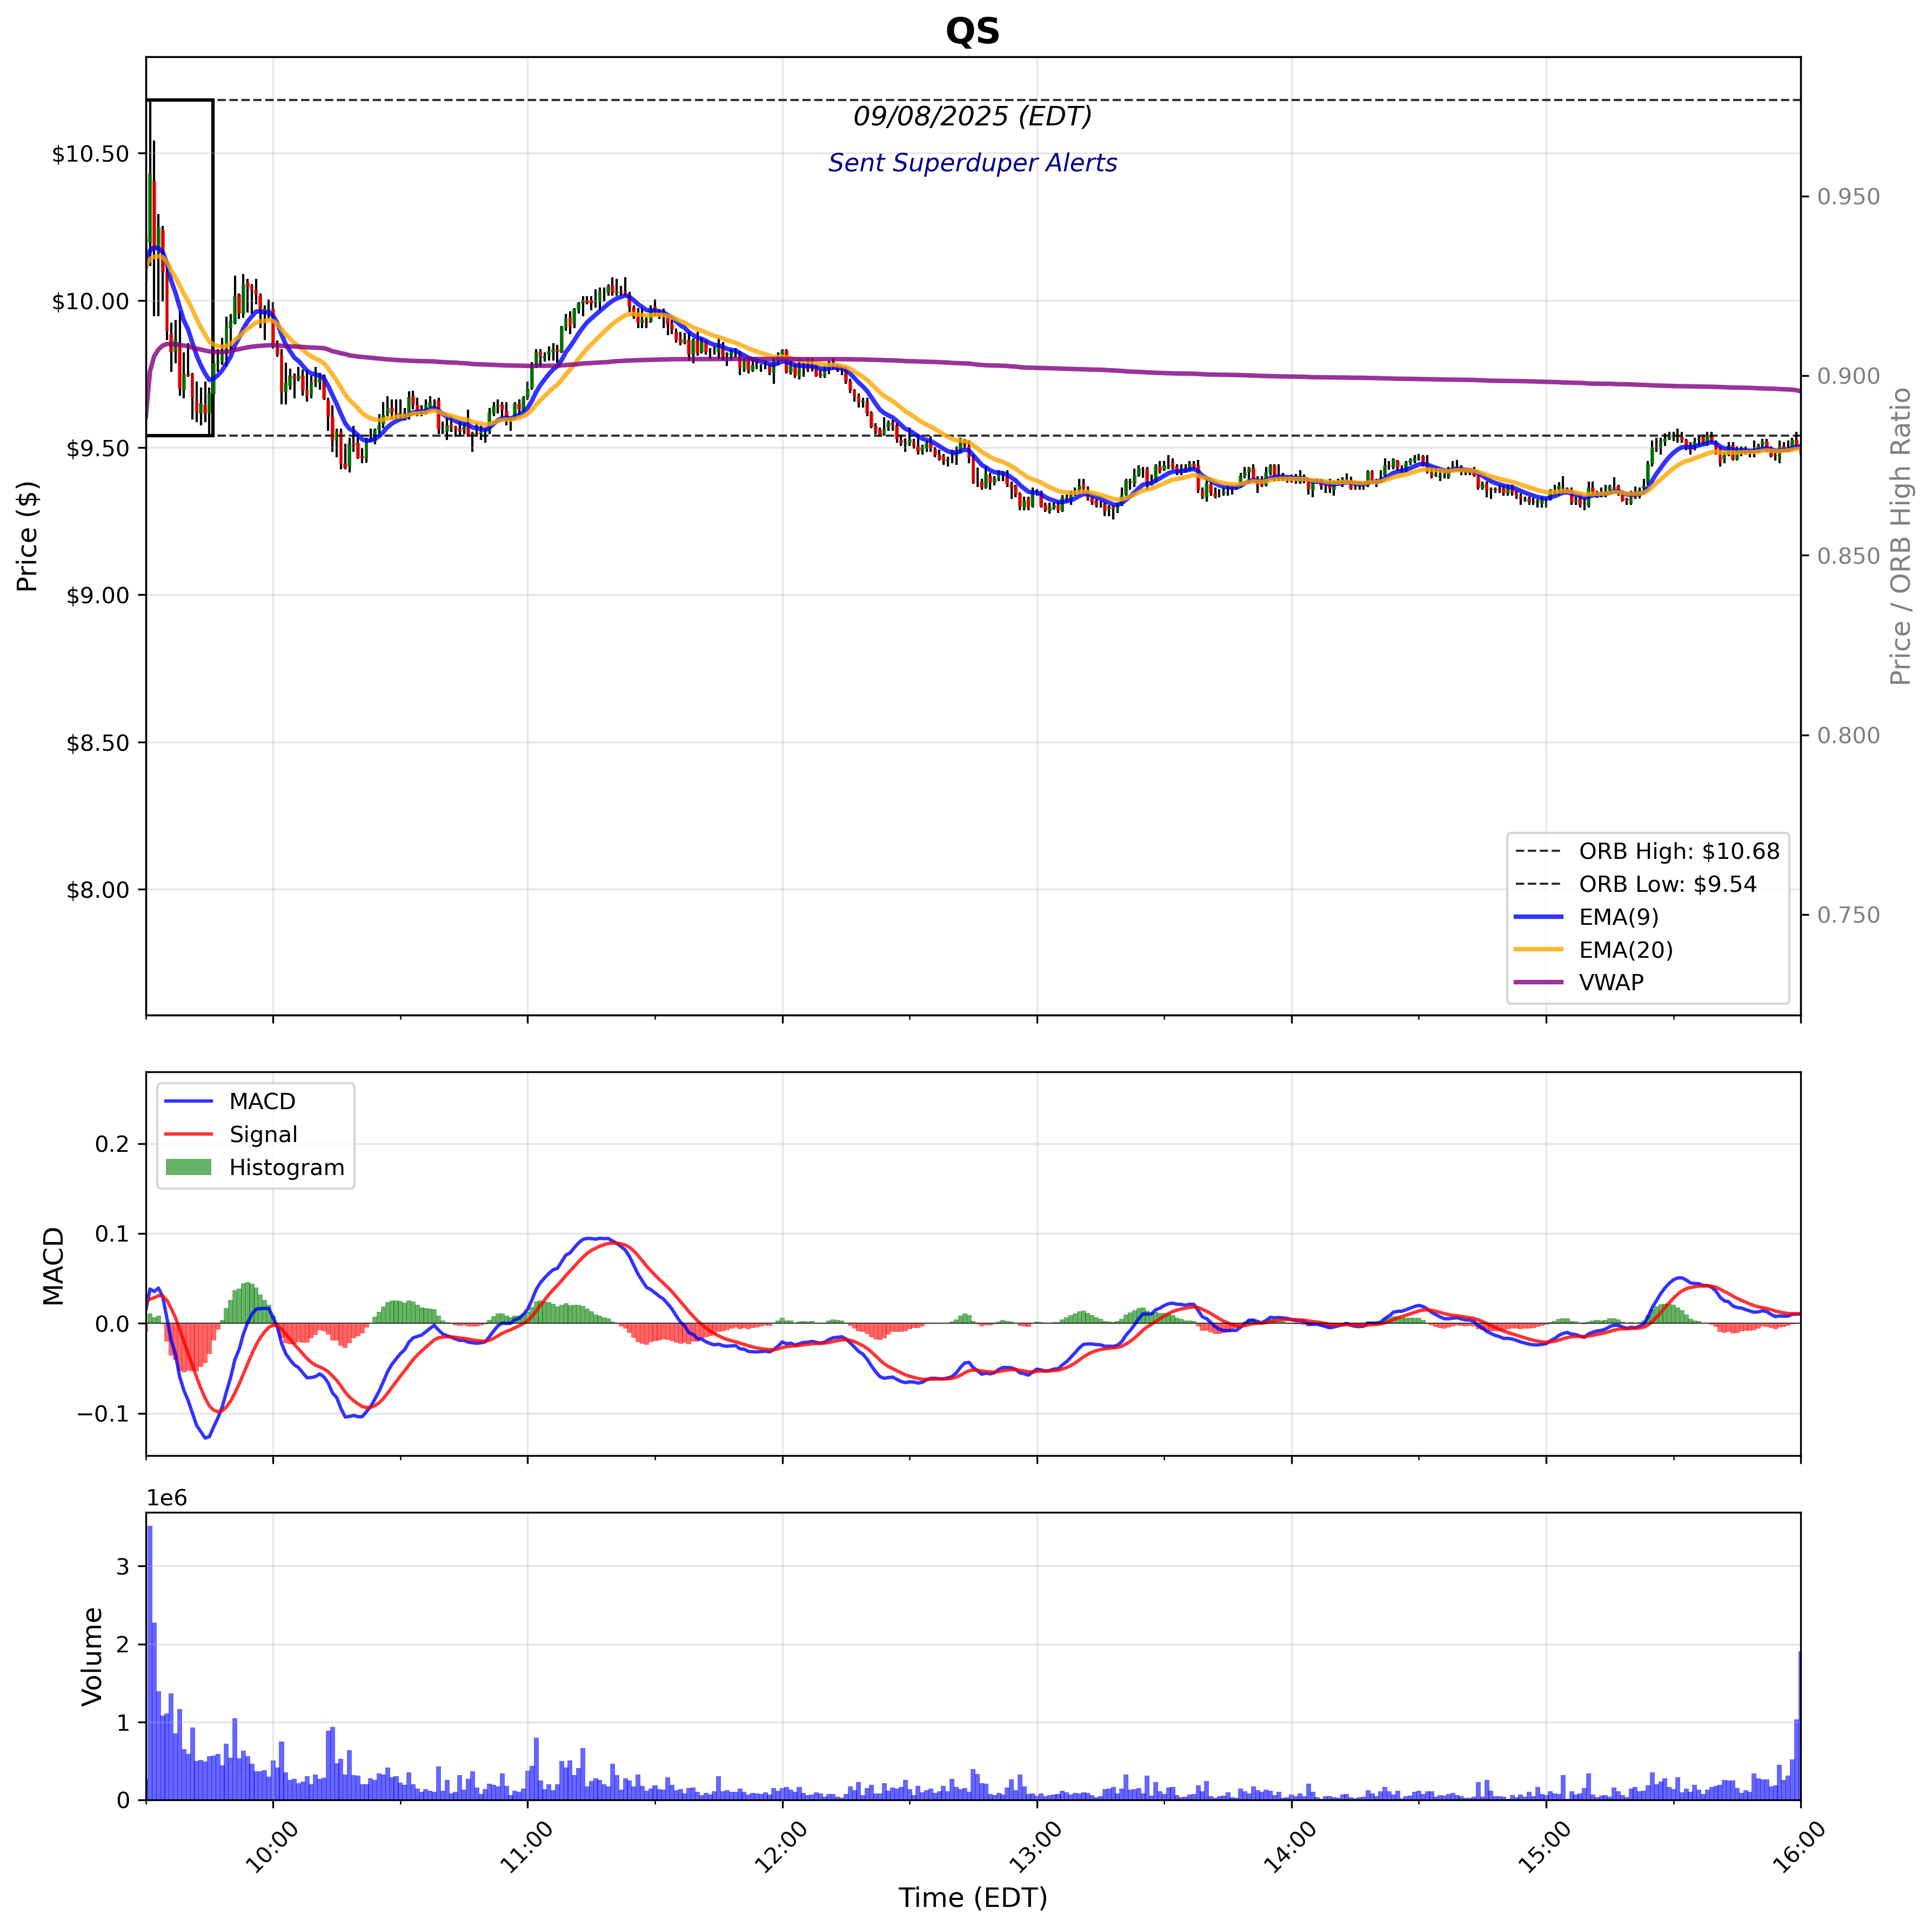 QS
09/08/2025 (EDT)
Sent Superduper Alerts
Price ($)
$10.50
$10.00
$9.50
$9.00
$8.50
$8.00
0.950
0.900
0.850
0.800
0.750
Price / ORB High Ratio
ORB High: $10.68
ORB Low: $9.54
EMA(9)
EMA(20)
VWAP
MACD
0.2
0.1
0.0
−0.1
MACD
Signal
Histogram
1e6
Volume
3
2
1
0
10:00
11:00
12:00
13:00
14:00
15:00
16:00
Time (EDT)